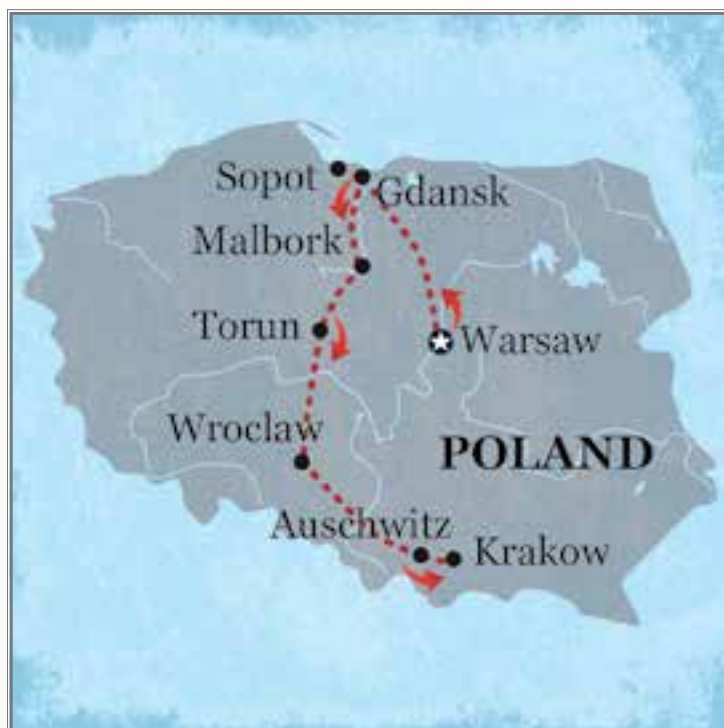 Sopot
Gdansk
Malbork
Torun
Warsaw
Wroclaw
POLAND
Auschwitz
Krakow